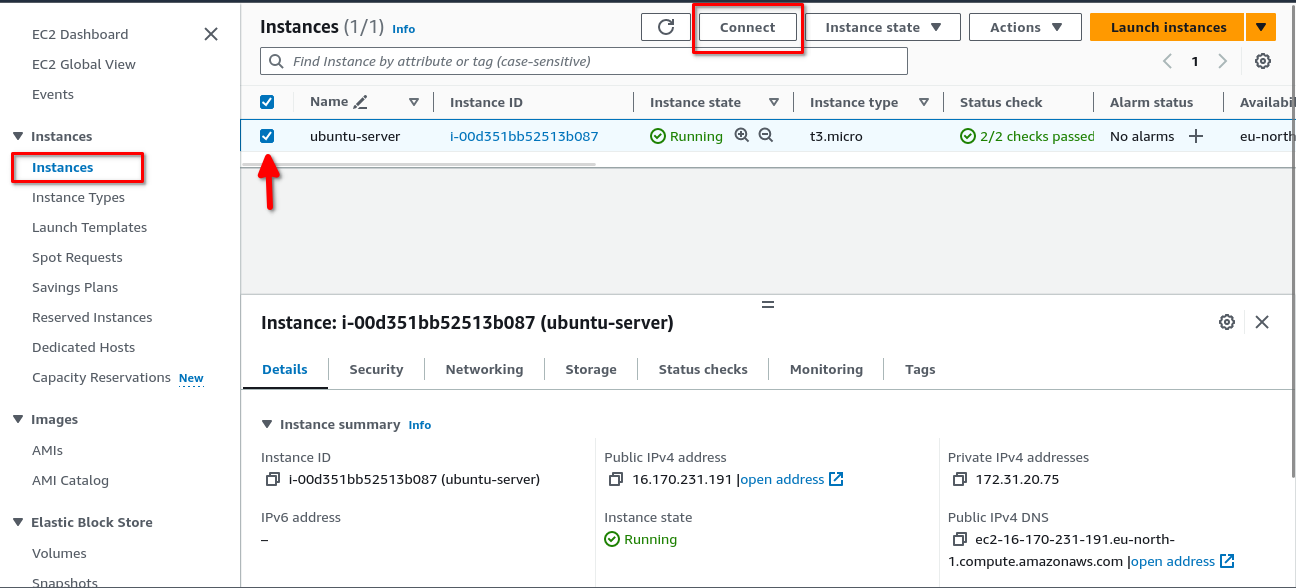 EC2 Dashboard
EC2 Global View
Events
Instances
Instances
Instance Types
Launch Templates
Spot Requests
Savings Plans
Reserved Instances
Dedicated Hosts
Capacity Reservations New
Images
AMIs
AMI Catalog
Elastic Block Store
Volumes
Snapshots
Instances (1/1) Info
Connect
Instance state
Actions
Launch instances
Find Instance by attribute or tag (case-sensitive)
1
Name Instance ID Instance state Instance type Status check Alarm status Availabi
ubuntu-server i-00d351bb52513b087 Running t3.micro 2/2 checks passed No alarms eu-north
Instance: i-00d351bb52513b087 (ubuntu-server)
Details Security Networking Storage Status checks Monitoring Tags
Instance summary Info
Instance ID
i-00d351bb52513b087 (ubuntu-server)
IPv6 address
–
Public IPv4 address
16.170.231.191 |open address
Instance state
Running
Private IPv4 addresses
172.31.20.75
Public IPv4 DNS
ec2-16-170-231-191.eu-north-
1.compute.amazonaws.com |open address